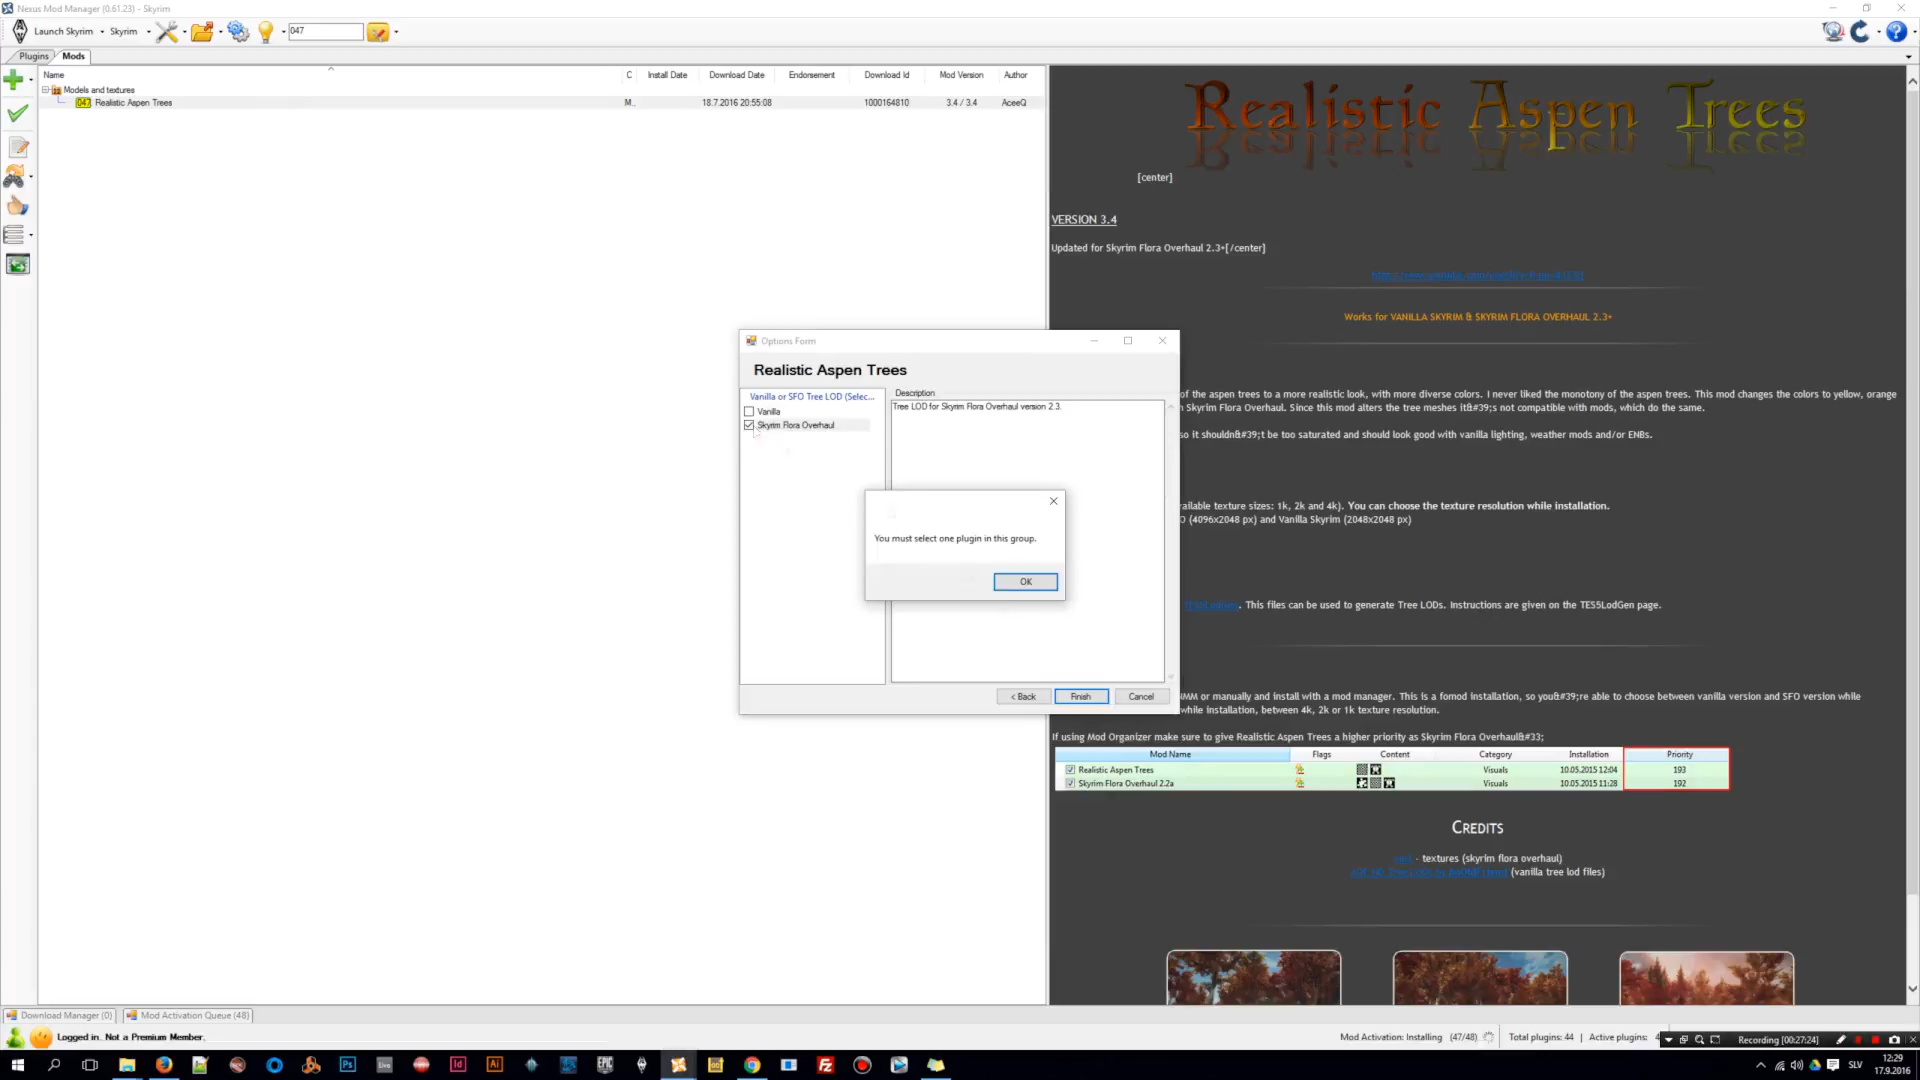 Nexus Mod Manager (0.61.23) - Skyrim
Launch Skyrim
Skyrim
047
Plugins
Mods
Name
C
Install Date
Download Date
Endorsement
Download Id
Mod Version
Author
Models and textures
047 Realistic Aspen Trees
M..
18.7.2016 20:55:08
1000164810
3.4 / 3.4
AceeQ
Realistic Aspen Trees
[center]
VERSION 3.4
Updated for Skyrim Flora Overhaul 2.3+[/center]
Works for VANILLA SKYRIM & SKYRIM FLORA OVERHAUL 2.3+
of the aspen trees to a more realistic look, with more diverse colors. I never liked the monotony of the aspen trees. This mod changes the colors to yellow, orange
Skyrim Flora Overhaul. Since this mod alters the tree meshes it&#39;s not compatible with mods, which do the same.
so it shouldn&#39;t be too saturated and should look good with vanilla lighting, weather mods and/or ENBs.
ailable texture sizes: 1k, 2k and 4k). You can choose the texture resolution while installation.
O (4096x2048 px) and Vanilla Skyrim (2048x2048 px)
. This files can be used to generate Tree LODs. Instructions are given on the TES5LodGen page.
NMM or manually and install with a mod manager. This is a fomod installation, so you&#39;re able to choose between vanilla version and SFO version while
while installation, between 4k, 2k or 1k texture resolution.
If using Mod Organizer make sure to give Realistic Aspen Trees a higher priority as Skyrim Flora Overhaul&#33;
Mod Name
Flags
Content
Category
Installation
Priority
Realistic Aspen Trees
Visuals
10.05.2015 12:04
193
Skyrim Flora Overhaul 2.2a
Visuals
10.05.2015 11:28
192
CREDITS
- textures (skyrim flora overhaul)
(vanilla tree lod files)
Options Form
Realistic Aspen Trees
Vanilla or SFO Tree LOD (Selec...
Vanilla
Skyrim Flora Overhaul
Description
Tree LOD for Skyrim Flora Overhaul version 2.3.
You must select one plugin in this group.
OK
< Back
Finish
Cancel
Download Manager (0)
Mod Activation Queue (48)
Logged in. Not a Premium Member.
Mod Activation: Installing
(47/48)
Total plugins: 44
Active plugins:
Recording [00:27:24]
Ps
Live
Id
Ai
EPIC
GAMES
SLV
12:29
17.9.2016